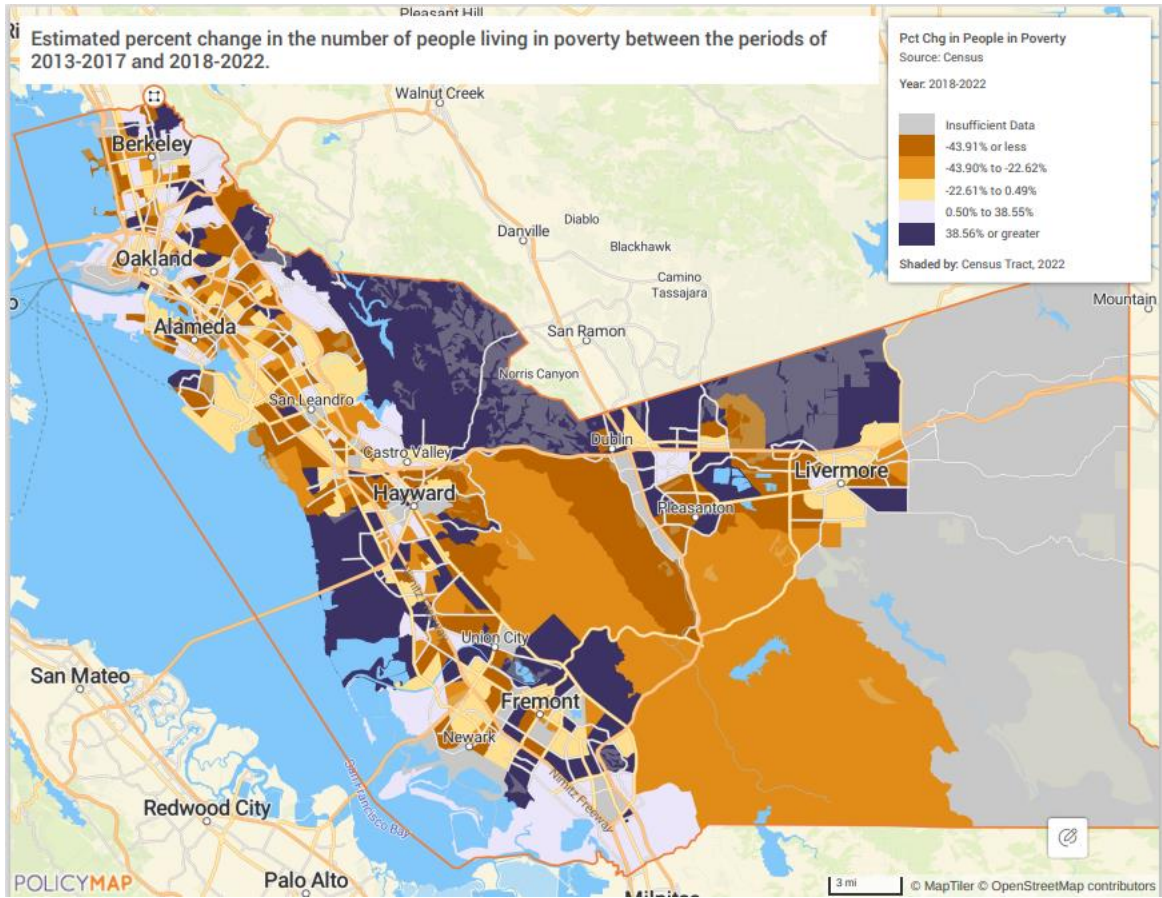 Pleasant Hill
Ri
Estimated percent change in the number of people living in poverty between the periods of
2013-2017 and 2018-2022.
Pct Chg in People in Poverty
Source: Census
Year: 2018-2022
Insufficient Data
-43.91% or less
-43.90% to -22.62%
-22.61% to 0.49%
0.50% to 38.55%
38.56% or greater
Shaded by: Census Tract, 2022
Walnut Creek
Berkeley
Diablo
Danville
Blackhawk
Oakland
Camino
Tassajara
Mountain
o
Alameda
San Ramon
Norris Canyon
San Leandro
Dublin
Castro Valley
Livermore
Hayward
Pleasanton
Nimitz Freeway
Union City
San Mateo
Fremont
Newark
San Francisco Bay
Nimitz Freeway
Redwood City
POLICYMAP
Palo Alto
Milpitas
3 mi
© MapTiler © OpenStreetMap contributors